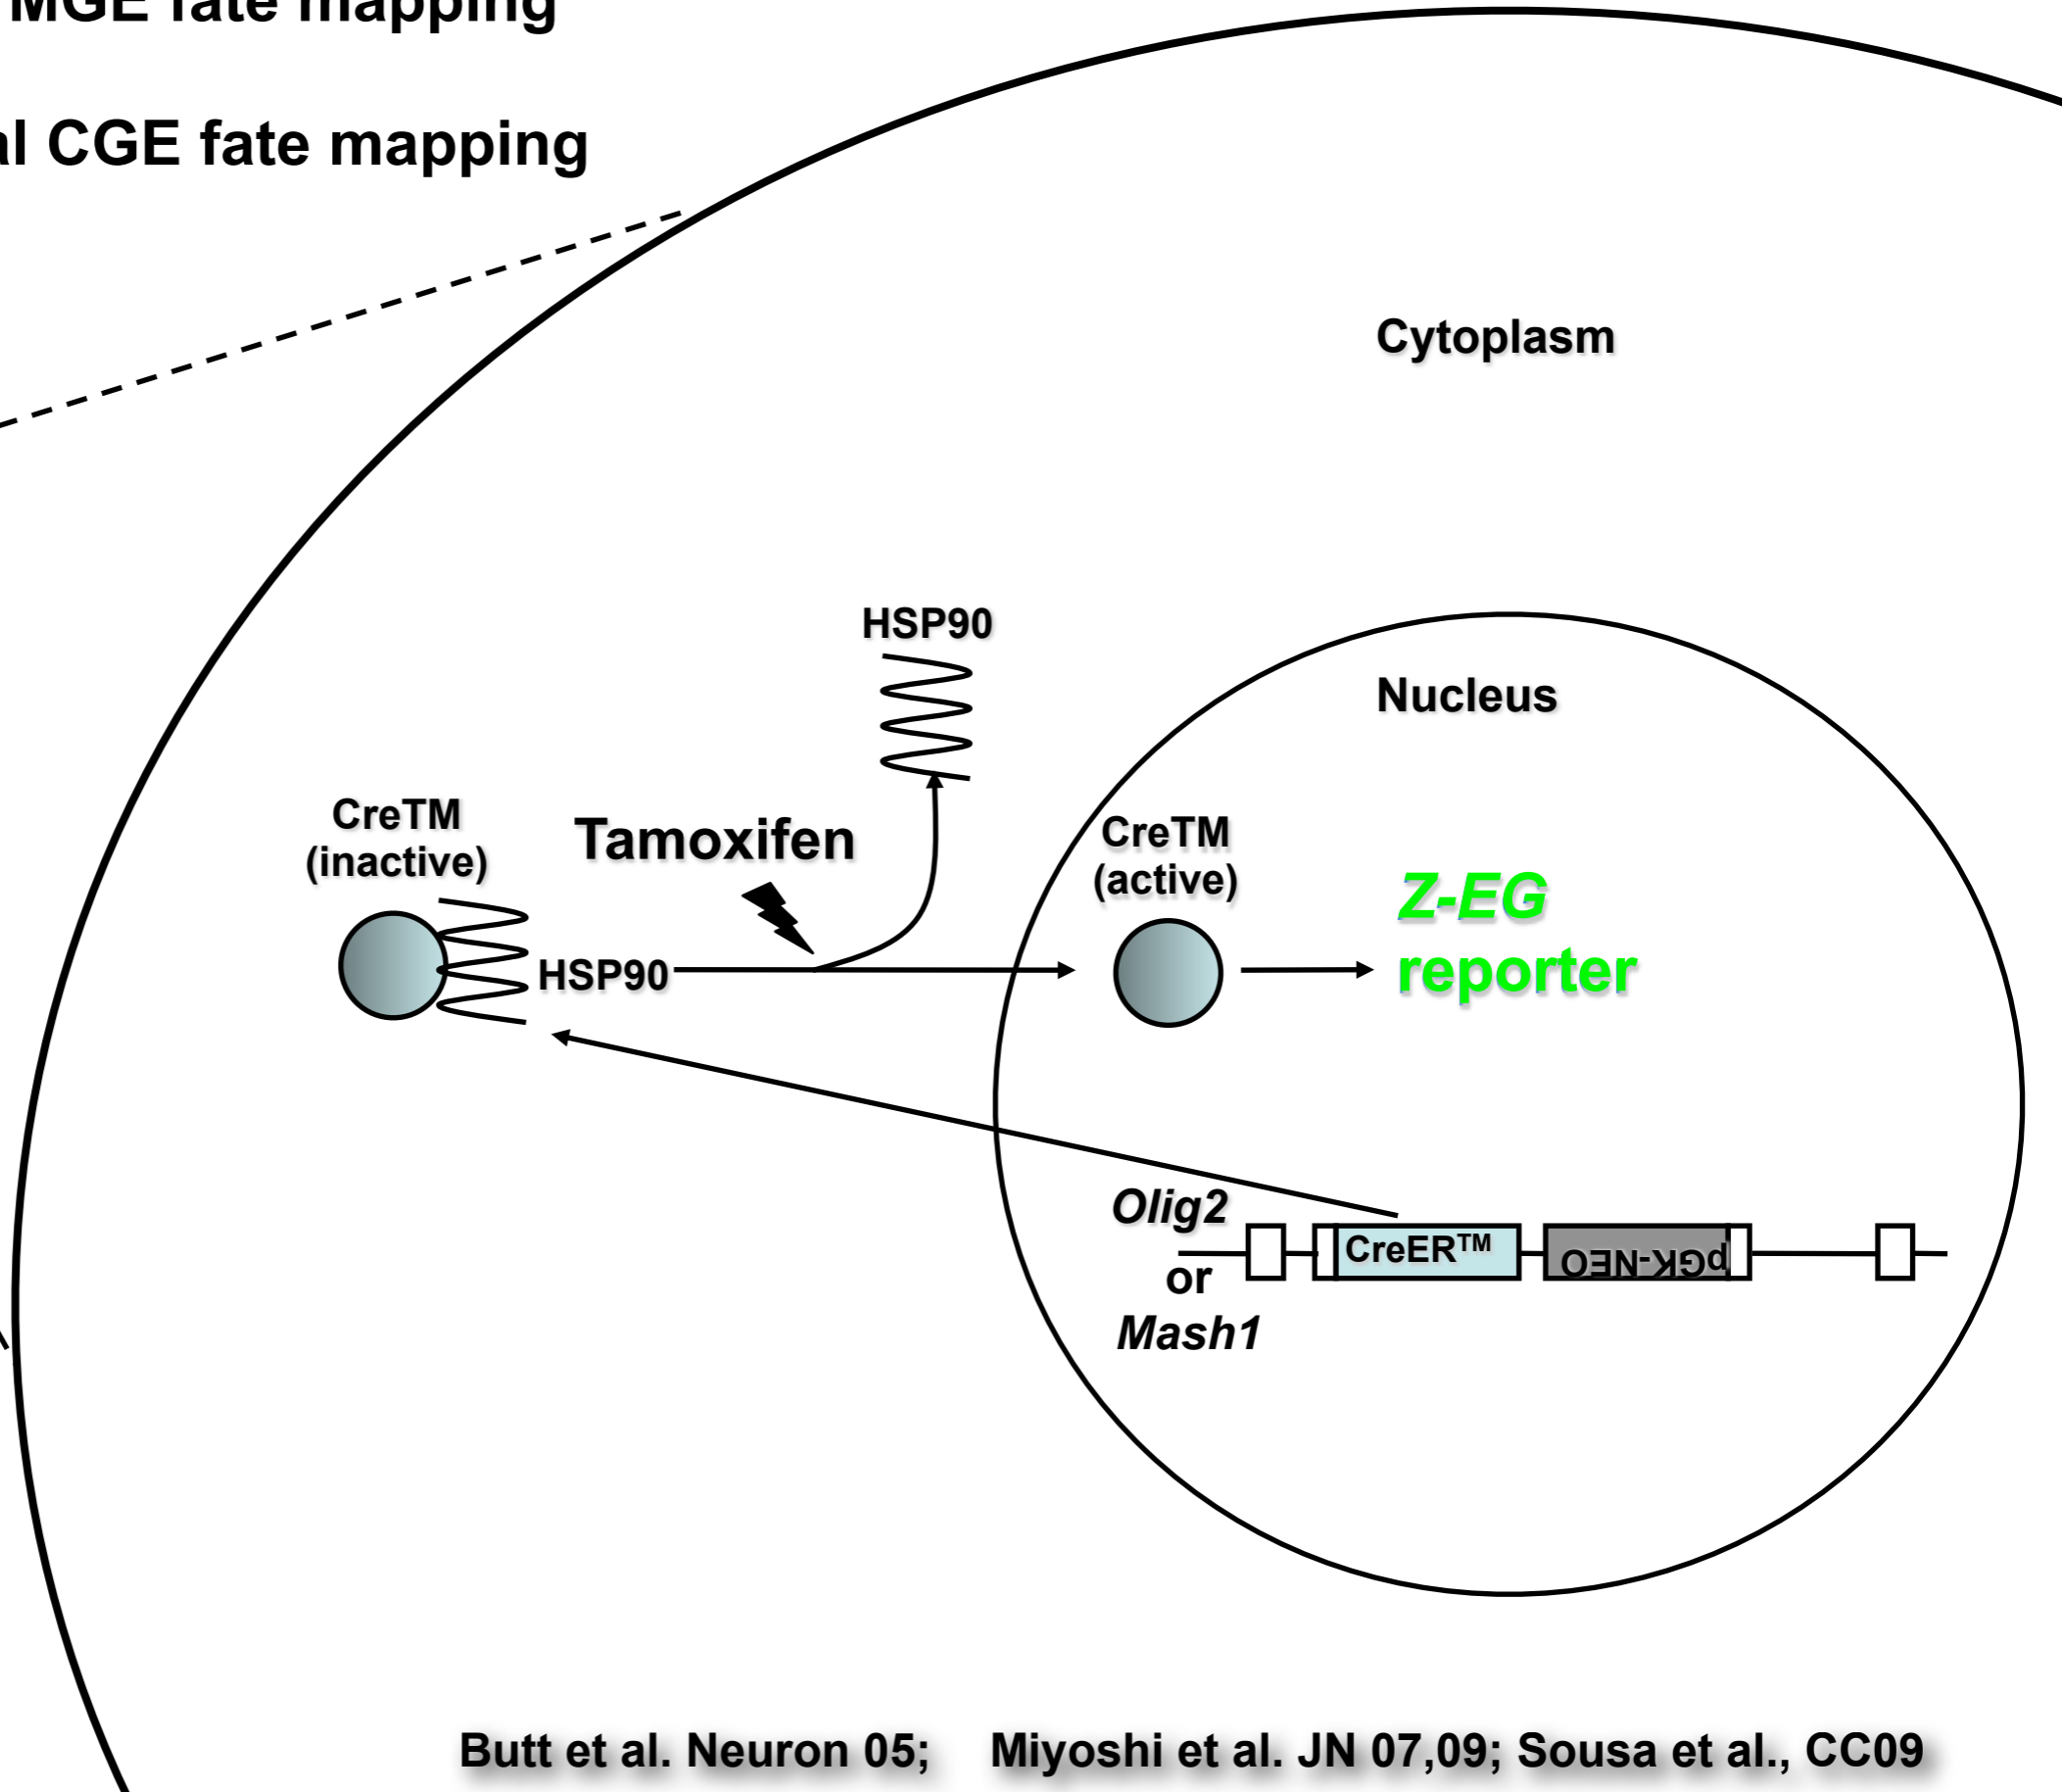 MGE fate mapping
CGE fate mapping
Cytoplasm
HSP90
Nucleus
CreTM
(inactive)
Tamoxifen
CreTM
(active)
Z-EG
reporter
HSP90
Olig2
or
Mash1
CreERTM
PGK-NEO
Butt et al. Neuron 05; Miyoshi et al. JN 07,09; Sousa et al., CC09